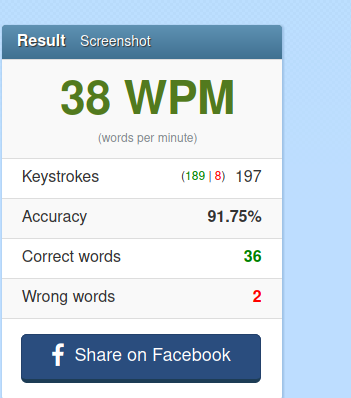 Result Screenshot
38 WPM
(words per minute)
Keystrokes (189 | 8) 197
Accuracy 91.75%
Correct words 36
Wrong words 2
Share on Facebook